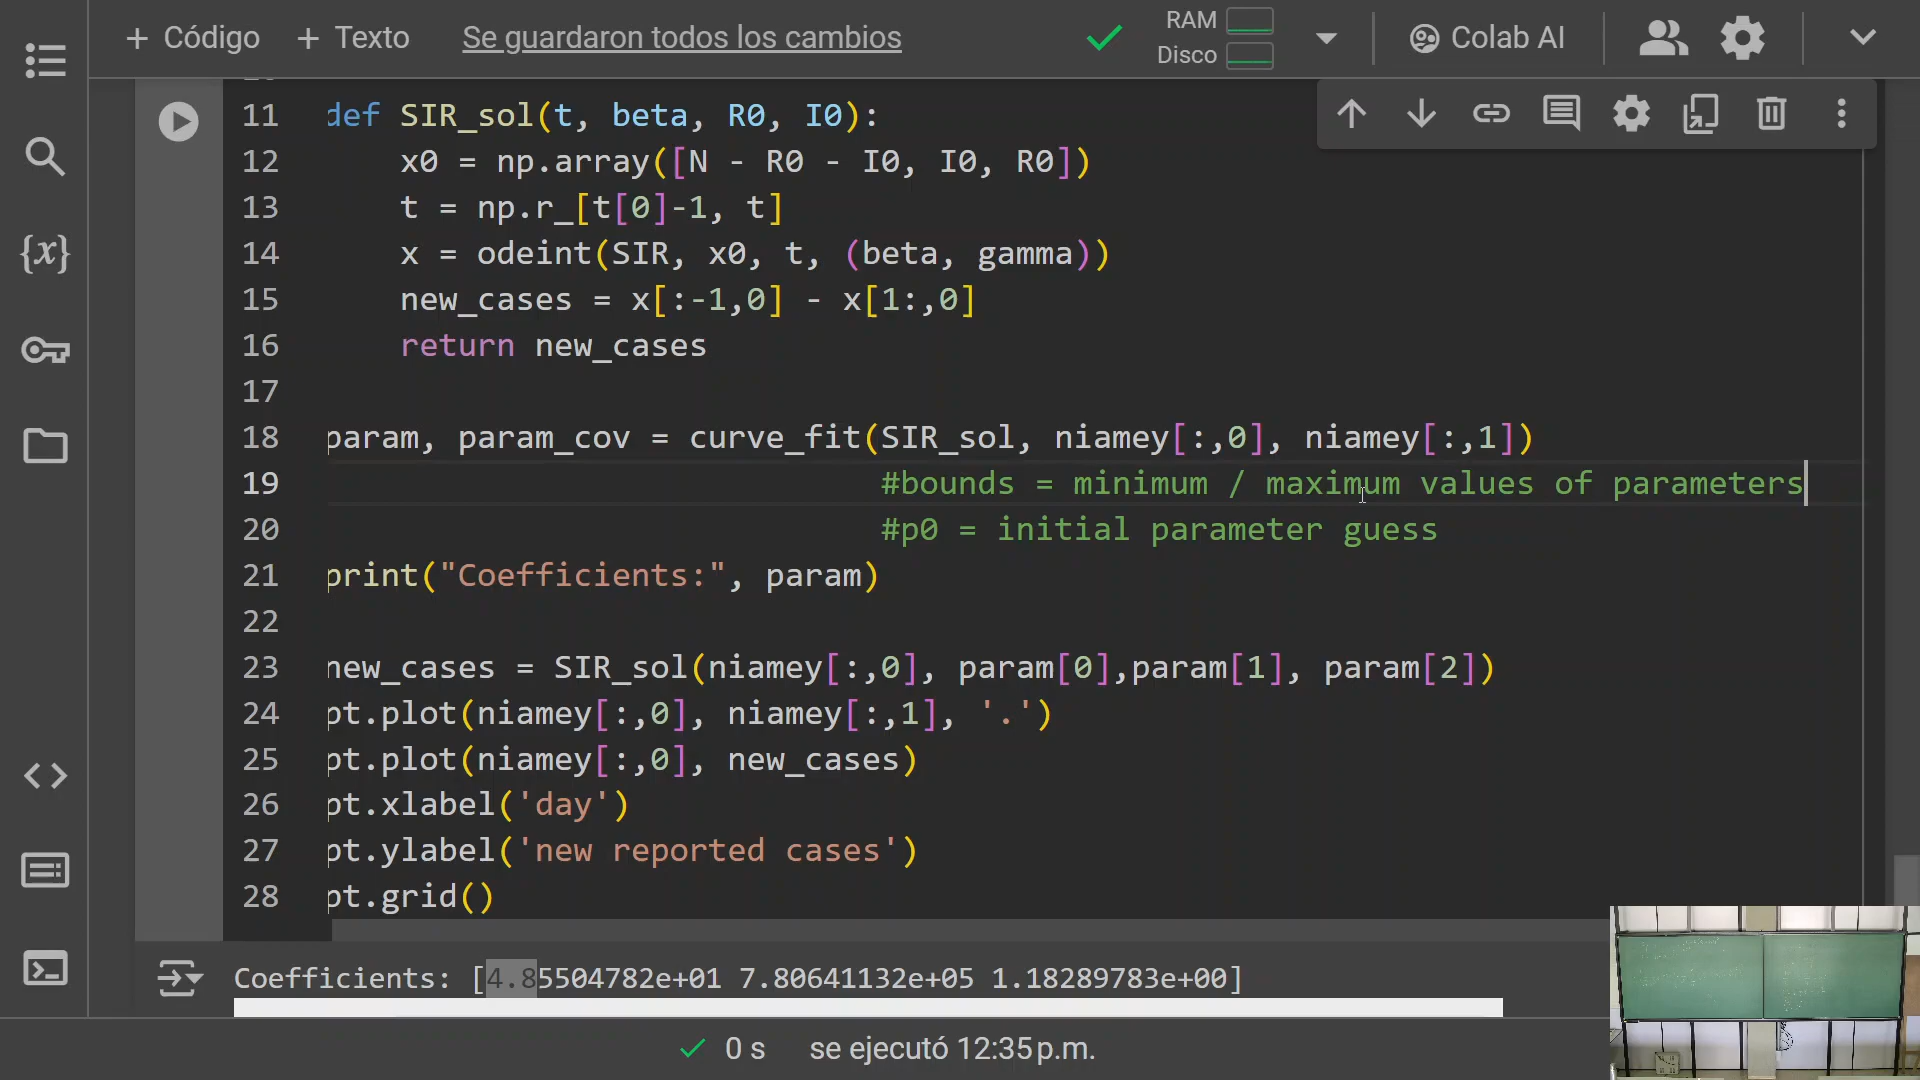 + Código + Texto Se guardaron todos los cambios RAM Disco Colab AI
11 def SIR_sol(t, beta, R0, I0):
12 x0 = np.array([N - R0 - I0, I0, R0])
13 t = np.r_[t[0]-1, t]
14 x = odeint(SIR, x0, t, (beta, gamma))
15 new_cases = x[:-1,0] - x[1:,0]
16 return new_cases
17
18 param, param_cov = curve_fit(SIR_sol, niamey[:,0], niamey[:,1])
19 #bounds = minimum / maximum values of parameters
20 #p0 = initial parameter guess
21 print("Coefficients:", param)
22
23 new_cases = SIR_sol(niamey[:,0], param[0],param[1], param[2])
24 pt.plot(niamey[:,0], niamey[:,1], '.')
25 pt.plot(niamey[:,0], new_cases)
26 pt.xlabel('day')
27 pt.ylabel('new reported cases')
28 pt.grid()
Coefficients: [4.85504782e+01 7.80641132e+05 1.18289783e+00]
0 s se ejecutó 12:35 p.m.